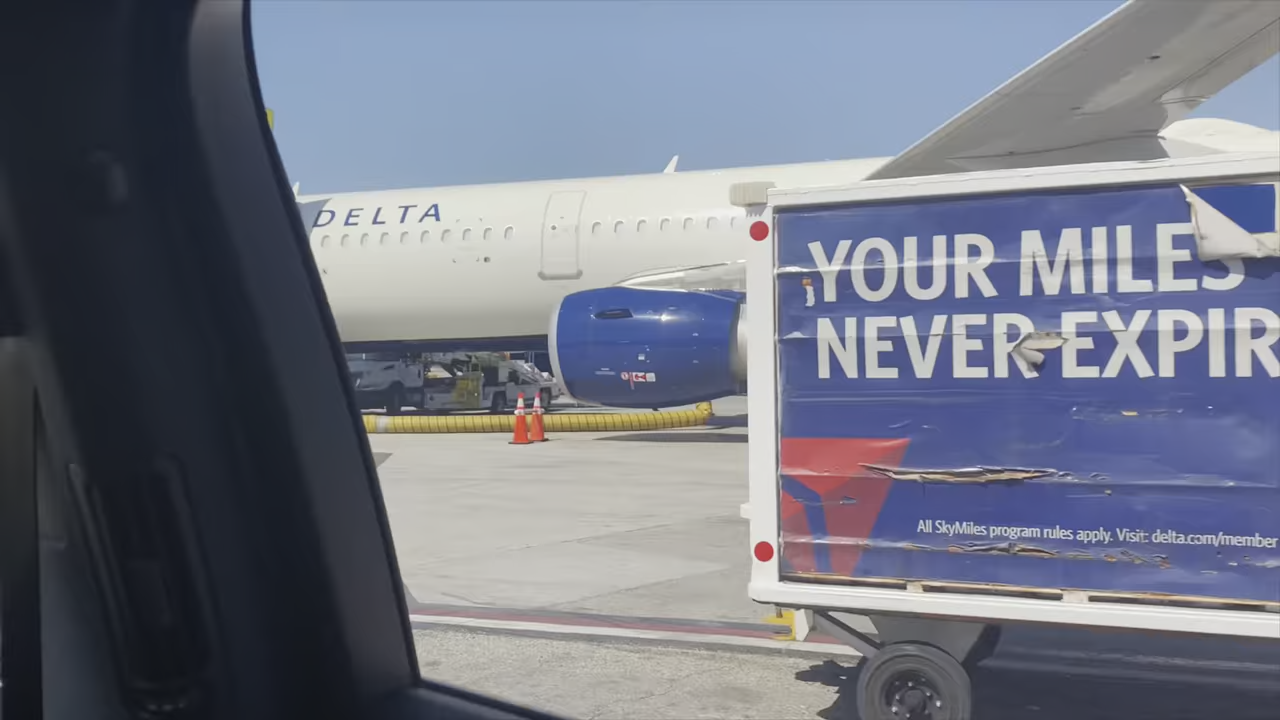 DELTA
YOUR MILES
NEVER EXPIR
All SkyMiles program rules apply. Visit: delta.com/member